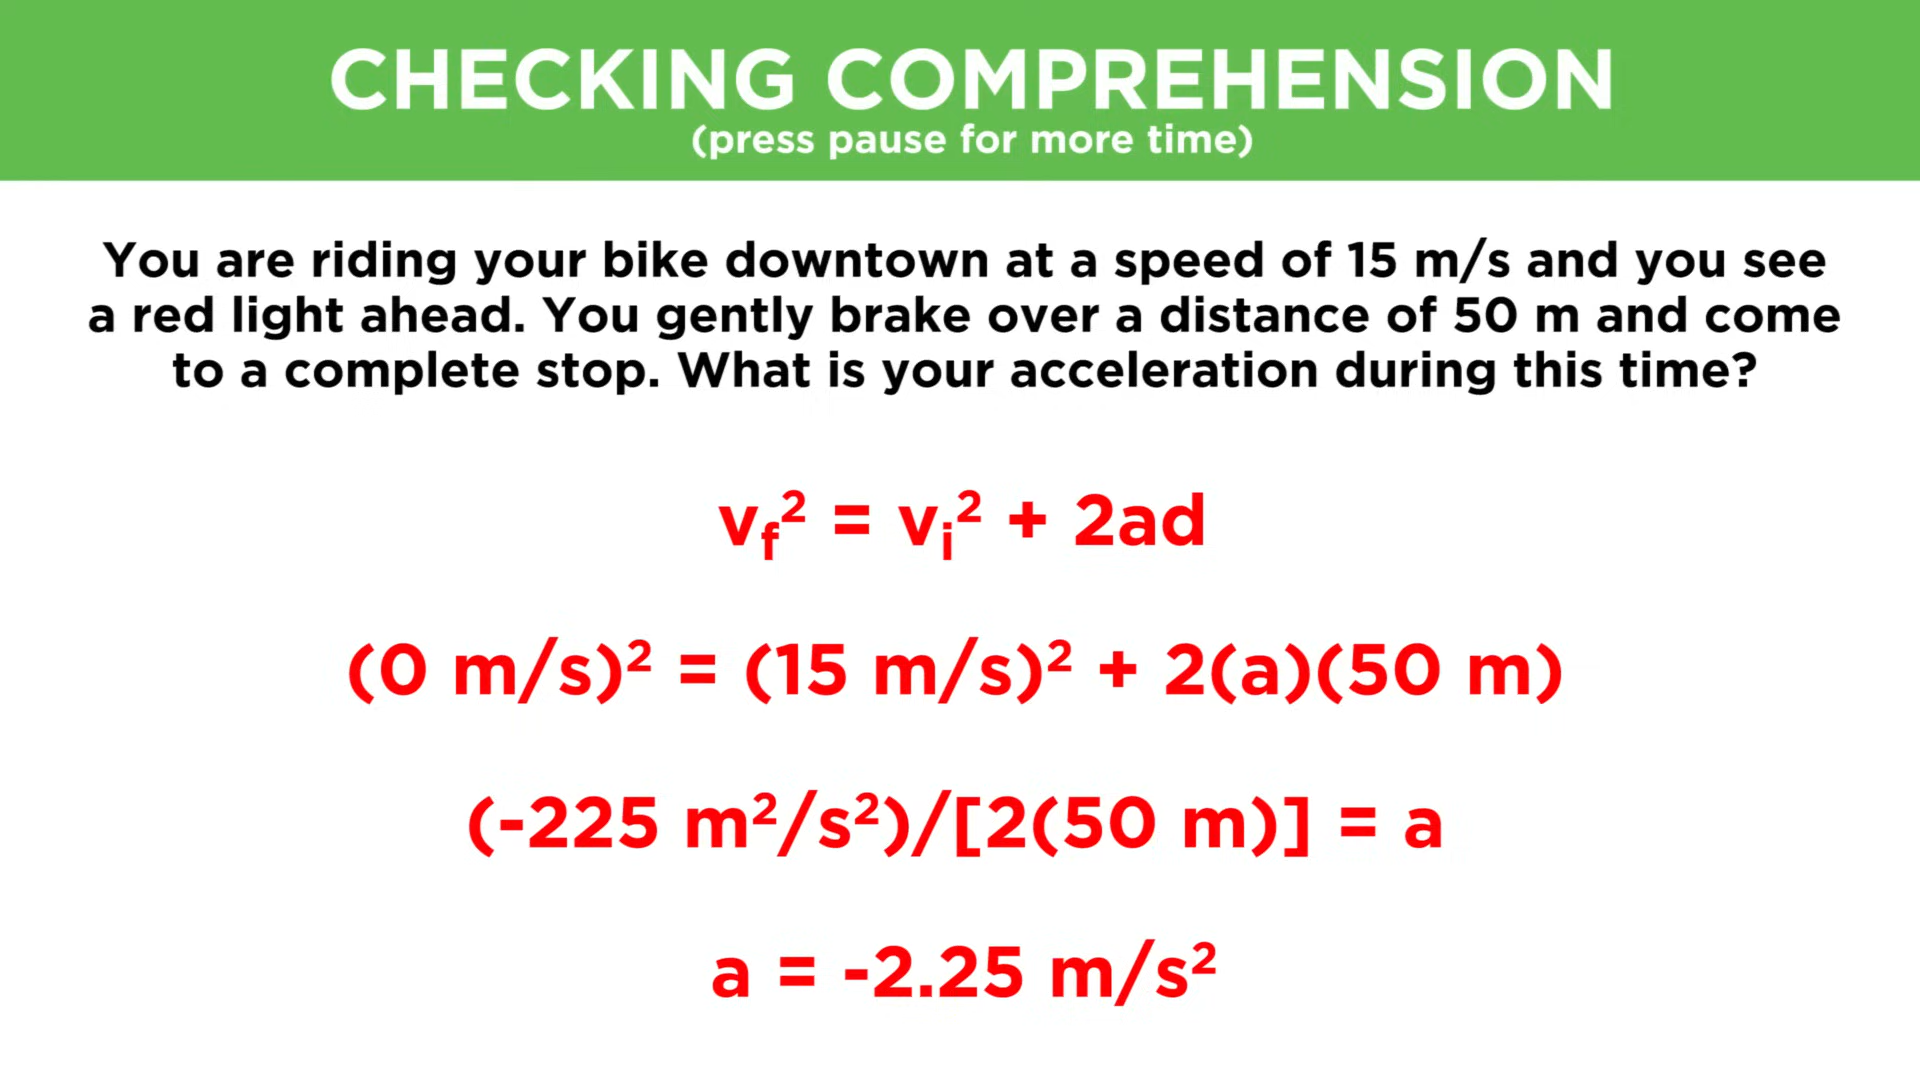 CHECKING COMPREHENSION
(press pause for more time)
You are riding your bike downtown at a speed of 15 m/s and you see
a red light ahead. You gently brake over a distance of 50 m and come
to a complete stop. What is your acceleration during this time?
v_f² = v_i² + 2ad
(0 m/s)² = (15 m/s)² + 2(a)(50 m)
(-225 m²/s²)/[2(50 m)] = a
a = -2.25 m/s²